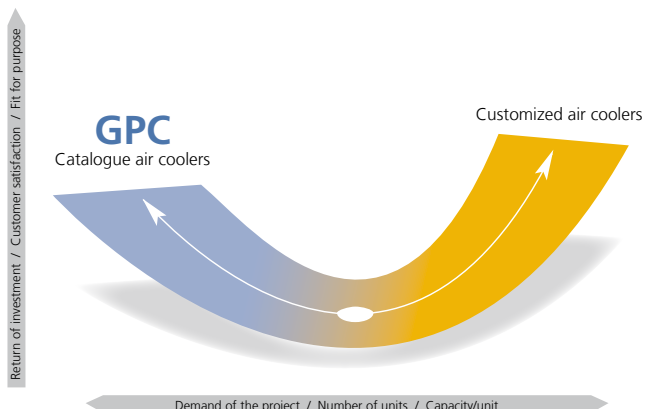 Return of investment / Customer satisfaction / Fit for purpose
GPC
Catalogue air coolers
Customized air coolers
Demand of the project / Number of units / Capacity/unit